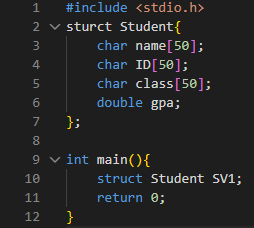 1 #include <stdio.h>
2 sturct Student{
3 char name[50];
4 char ID[50];
5 char class[50];
6 double gpa;
7 };
8
9 int main(){
10 struct Student SV1;
11 return 0;
12 }